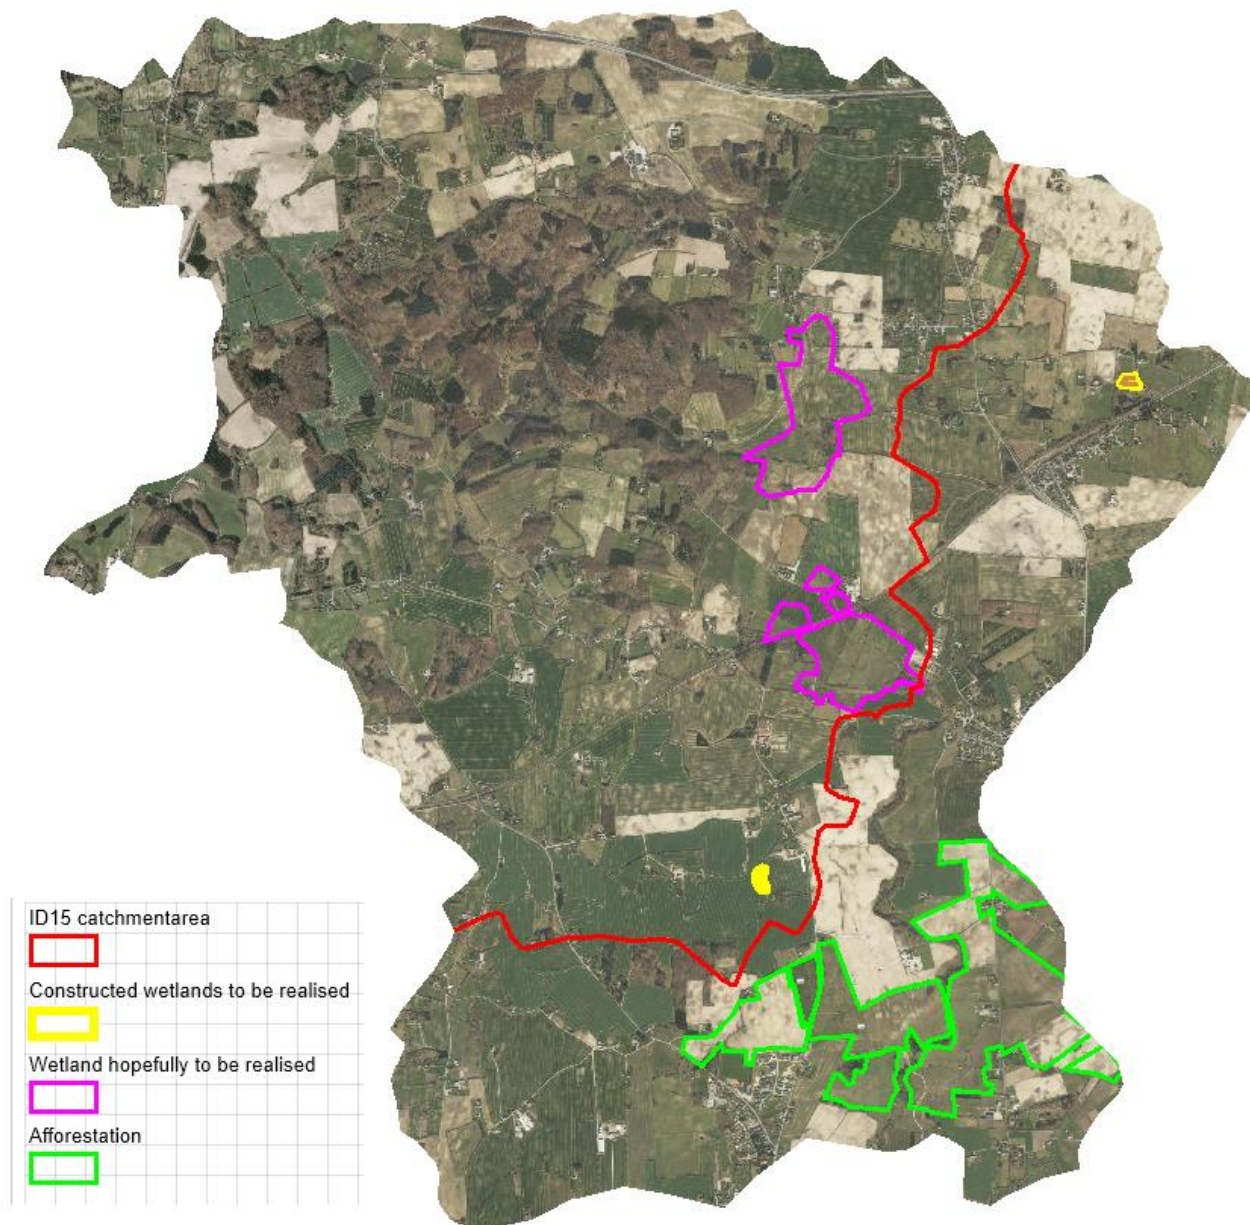 ID15 catchmentarea
Constructed wetlands to be realised
Wetland hopefully to be realised
Afforestation